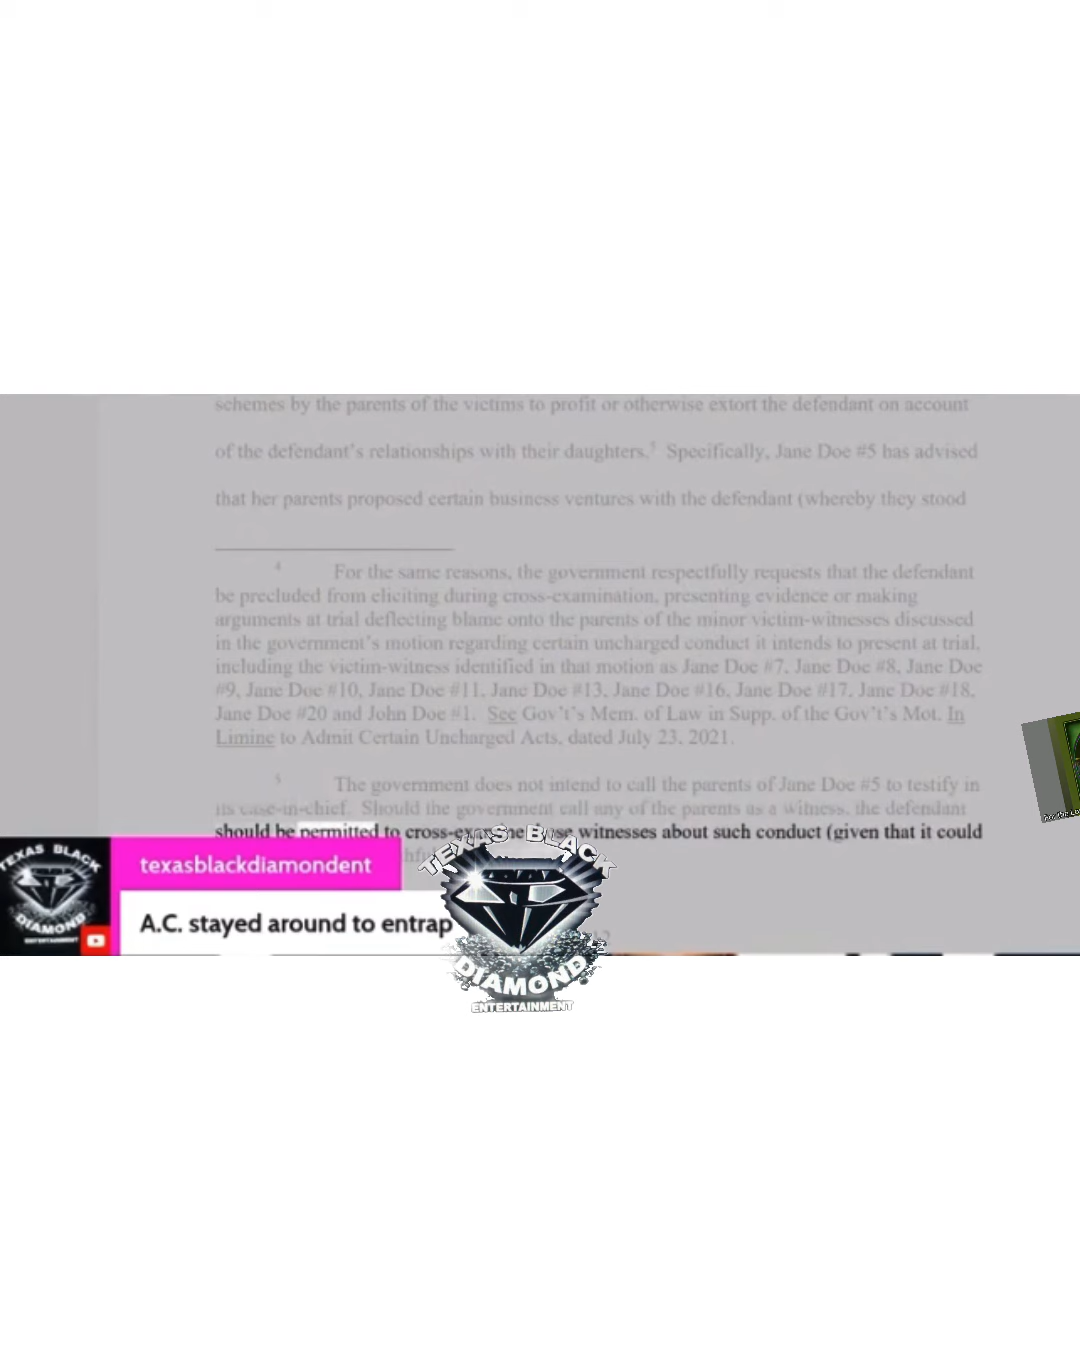 schemes by the parents of the victims to profit or otherwise extort the defendant on account
of the defendant's relationships with their daughters.5 Specifically, Jane Doe #5 has advised
that her parents proposed certain business ventures with the defendant (whereby they stood
4 For the same reasons, the government respectfully requests that the defendant
be precluded from eliciting during cross-examination, presenting evidence or making
arguments at trial deflecting blame onto the parents of the minor victim-witnesses discussed
in the government's motion regarding certain uncharged conduct it intends to present at trial,
including the victim-witness identified in that motion as Jane Doe #7, Jane Doe #8, Jane Doe
#9, Jane Doe #10, Jane Doe #11, Jane Doe #13, Jane Doe #16, Jane Doe #17, Jane Doe #18,
Jane Doe #20 and John Doe #1. See Gov't's Mem. of Law in Supp. of the Gov't's Mot. In
Limine to Admit Certain Uncharged Acts, dated July 23, 2021.
5 The government does not intend to call the parents of Jane Doe #5 to testify in
its case-in-chief. Should the government call any of the parents as a witness, the defendant
should be permitted to witnesses about such conduct (given that it could
texasblackdiamondent
A.C. stayed around to entrap
TEXAS BLACK
DIAMOND
ENTERTAINMENT
TEXAS BLACK
DIAMOND
ENTERTAINMENT